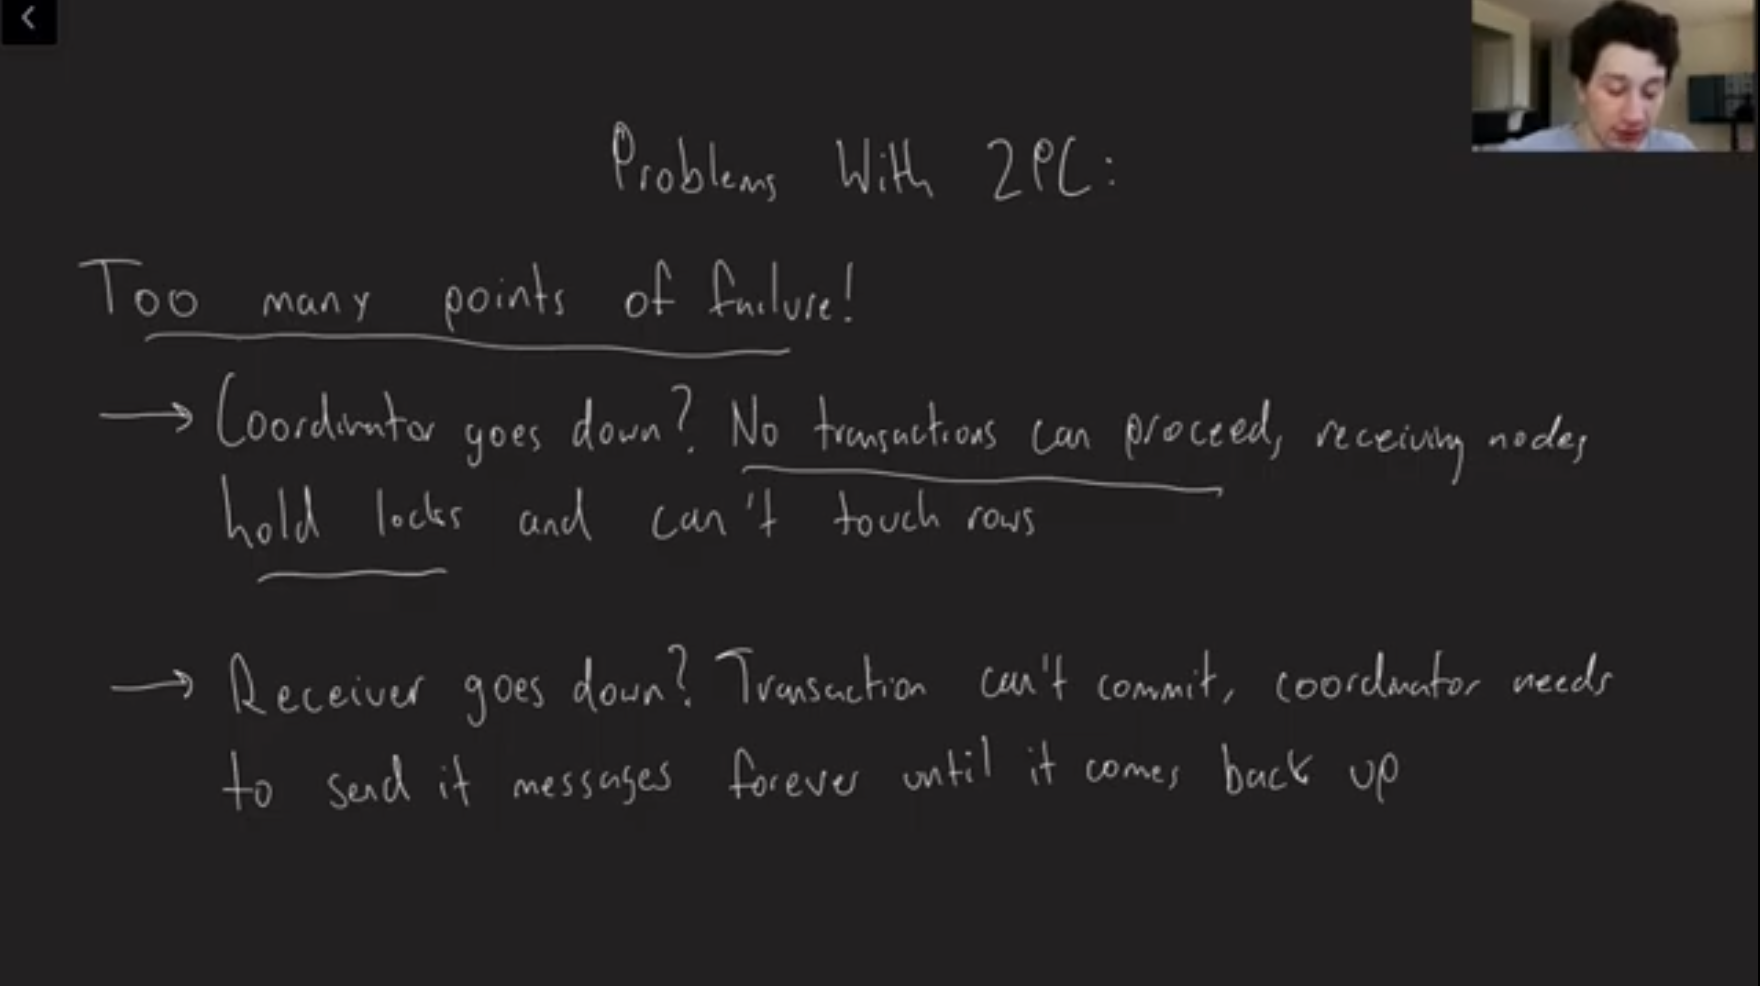 Problems With 2PC:
Too many points of failure!
→ Coordinator goes down? No transactions can proceed, receiving nodes
hold locks and can't touch rows
→ Receiver goes down? Transaction can't commit, coordinator needs
to send it messages forever until it comes back up